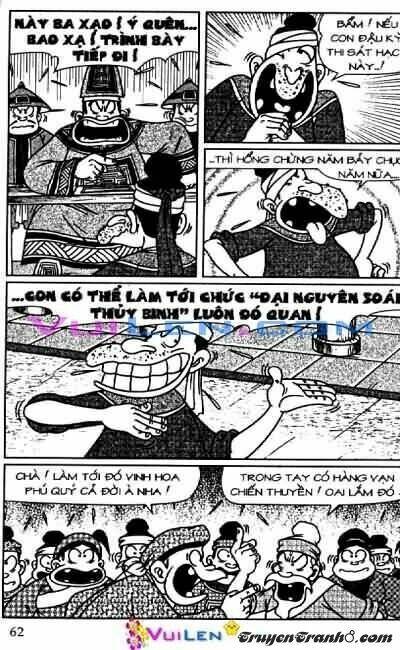 NÀY BA XẠO! Ý QUÊN...
BAO XẠ! TRÌNH BÀY
TIẾP ĐI!
BẨM! NẾU
CON ĐẬU KỲ
THI SÁT HẠCH
NÀY...!
...THÌ HỔNG CHỪNG NĂM BẢY CHỤC
NĂM NỮA...
...CON CÓ THỂ LÀM TỚI CHỨC "ĐẠI NGUYÊN SOÁI
THỦY BINH" LUÔN ĐÓ QUAN!
VUILEN.COM
CHÀ! LÀM TỚI ĐÓ VINH HOA
PHÚ QUÝ CẢ ĐỜI À NHA!
TRONG TAY CÓ HÀNG VẠN
CHIẾN THUYỀN! OAI LẮM ĐÓ
62
VUILEN
TruyenTranh8.com